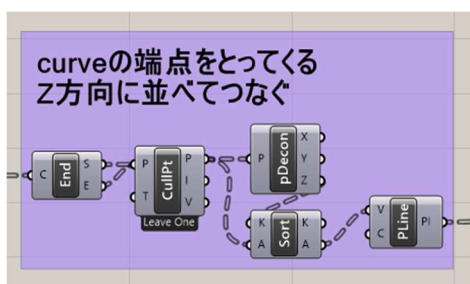 curveの端点をとってくる
Z方向に並べてつなぐ
C End S E
P T CullPt P I V
Leave One
P pDecon X Y Z
K A Sort K A
V C PLine Pl